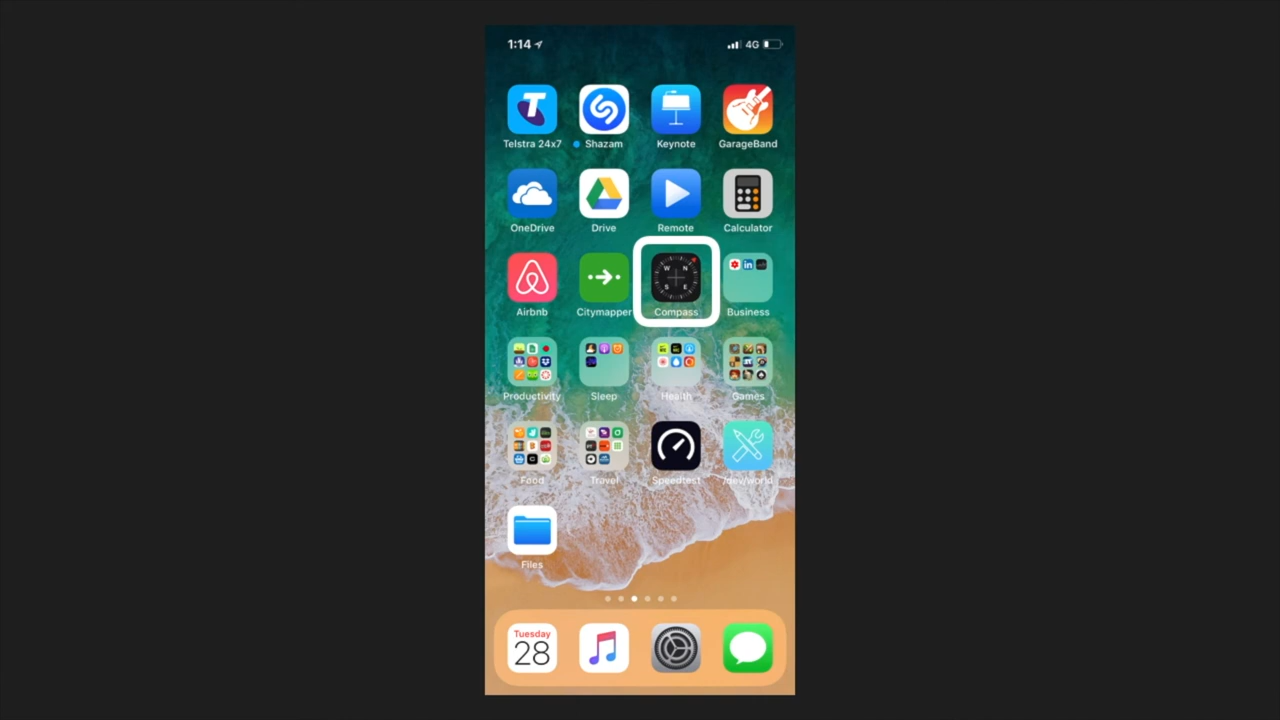 1:14 4G
Telstra 24x7 Shazam Keynote GarageBand
OneDrive Drive Remote Calculator
W N
S E
Airbnb Citymapper Compass Business
Productivity Sleep Health Games
Food Travel Speedtest /dev/world
Files
Tuesday
28